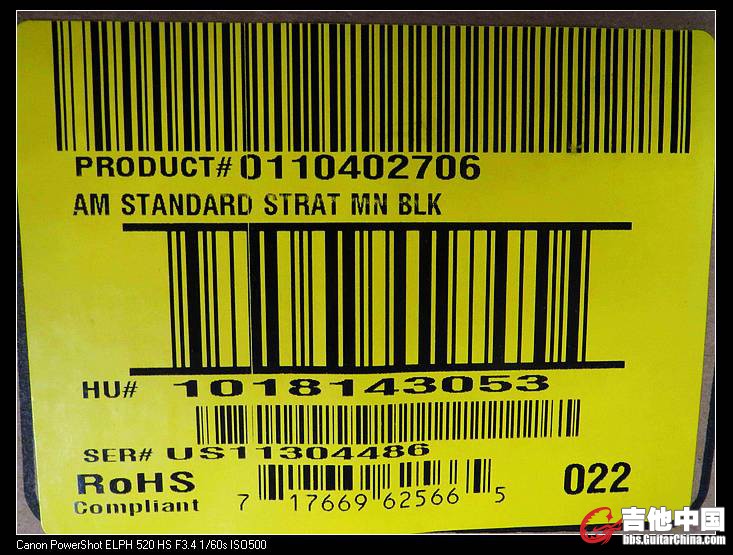 PRODUCT# 0110402706
AM STANDARD STRAT MN BLK
HU# 1018143053
SER# US11304486
RoHS
Compliant
7 17669 62566 5
022
吉他中国
bbs.GuitarChina.com
Canon PowerShot ELPH 520 HS F3.4 1/60s ISO500